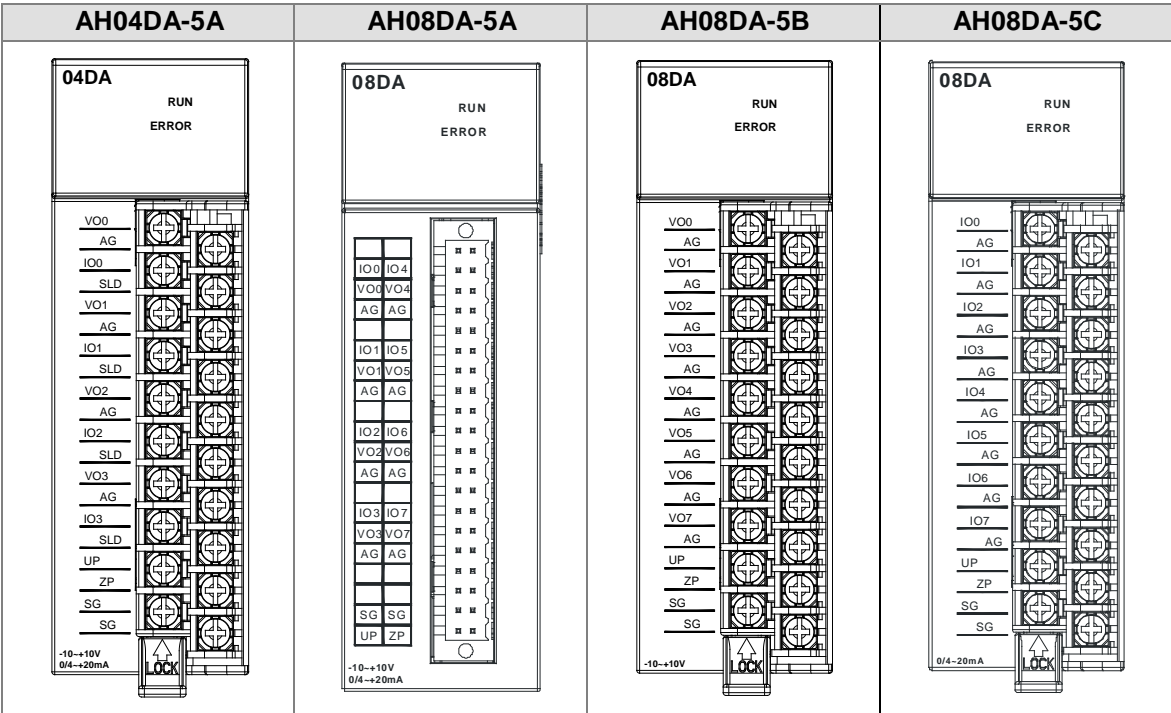 AH04DA-5A
AH08DA-5A
AH08DA-5B
AH08DA-5C
04DA
RUN
ERROR
VO0
AG
IO0
SLD
VO1
AG
IO1
SLD
VO2
AG
IO2
SLD
VO3
AG
IO3
SLD
UP
ZP
SG
SG
-10~+10V
0/4~+20mA
LOCK
08DA
RUN
ERROR
IO0 IO4
VO0 VO4
AG AG
IO1 IO5
VO1 VO5
AG AG
IO2 IO6
VO2 VO6
AG AG
IO3 IO7
VO3 VO7
AG AG
SG SG
UP ZP
-10~+10V
0/4~+20mA
08DA
RUN
ERROR
VO0
AG
VO1
AG
VO2
AG
VO3
AG
VO4
AG
VO5
AG
VO6
AG
VO7
AG
UP
ZP
SG
SG
-10~+10V
LOCK
08DA
RUN
ERROR
IO0
AG
IO1
AG
IO2
AG
IO3
AG
IO4
AG
IO5
AG
IO6
AG
IO7
AG
UP
ZP
SG
SG
0/4~20mA
LOCK